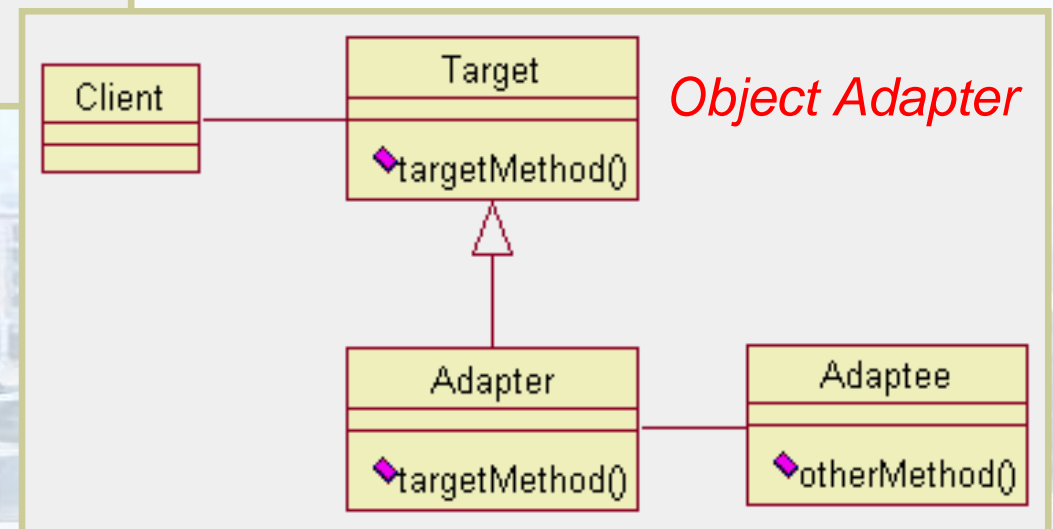 Client
Target
targetMethod()
Object Adapter
Adapter
targetMethod()
Adaptee
otherMethod()